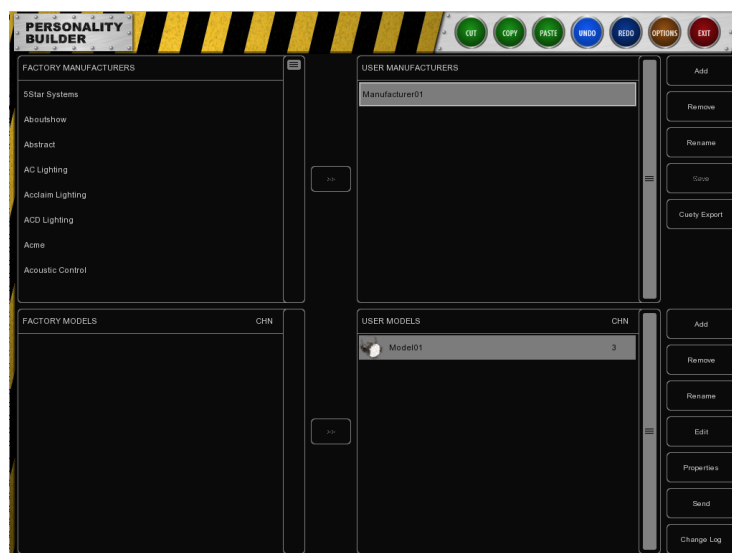 PERSONALITY
BUILDER
CUT
COPY
PASTE
UNDO
REDO
OPTIONS
EXIT
FACTORY MANUFACTURERS
5Star Systems
Aboutshow
Abstract
AC Lighting
Acclaim Lighting
ACD Lighting
Acme
Acoustic Control
>>
USER MANUFACTURERS
Manufacturer01
Add
Remove
Rename
Save
Cuety Export
FACTORY MODELS CHN
>>
USER MODELS CHN
Model01 3
Add
Remove
Rename
Edit
Properties
Send
Change Log